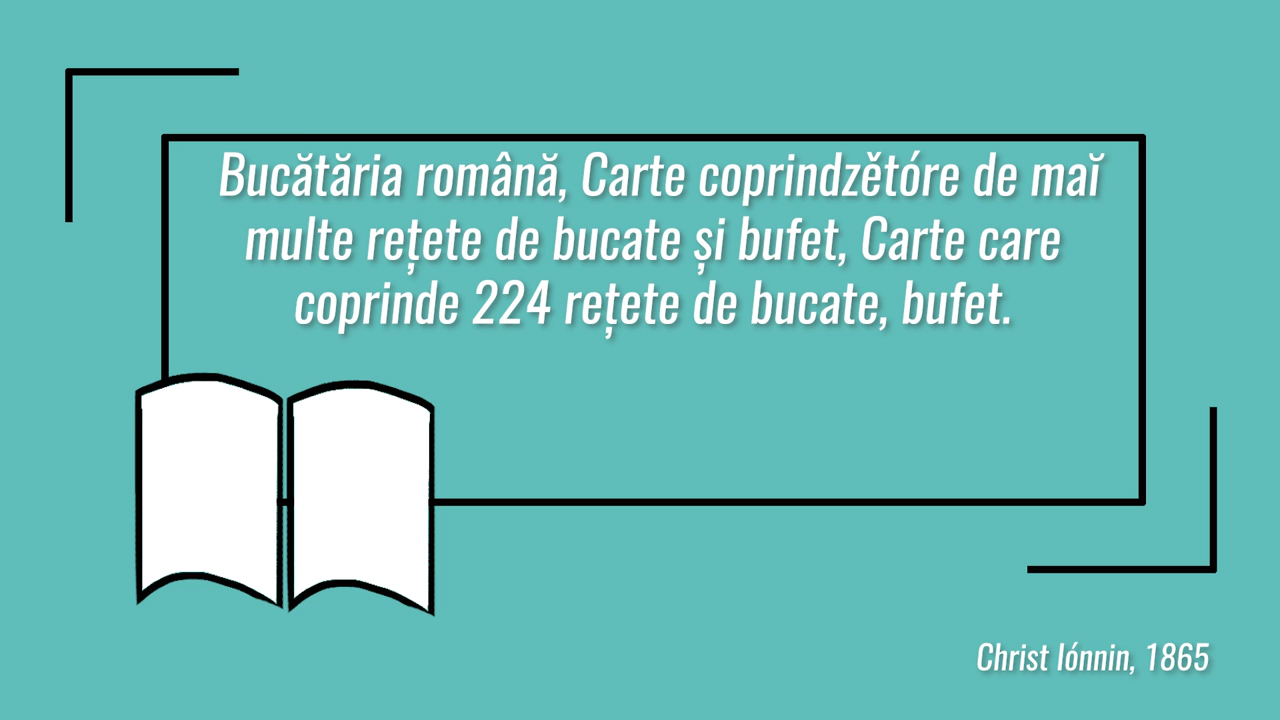 Bucătăria română, Carte coprindzětóre de maĭ
multe rețete de bucate și bufet, Carte care
coprinde 224 rețete de bucate, bufet.
Christ Iónnin, 1865